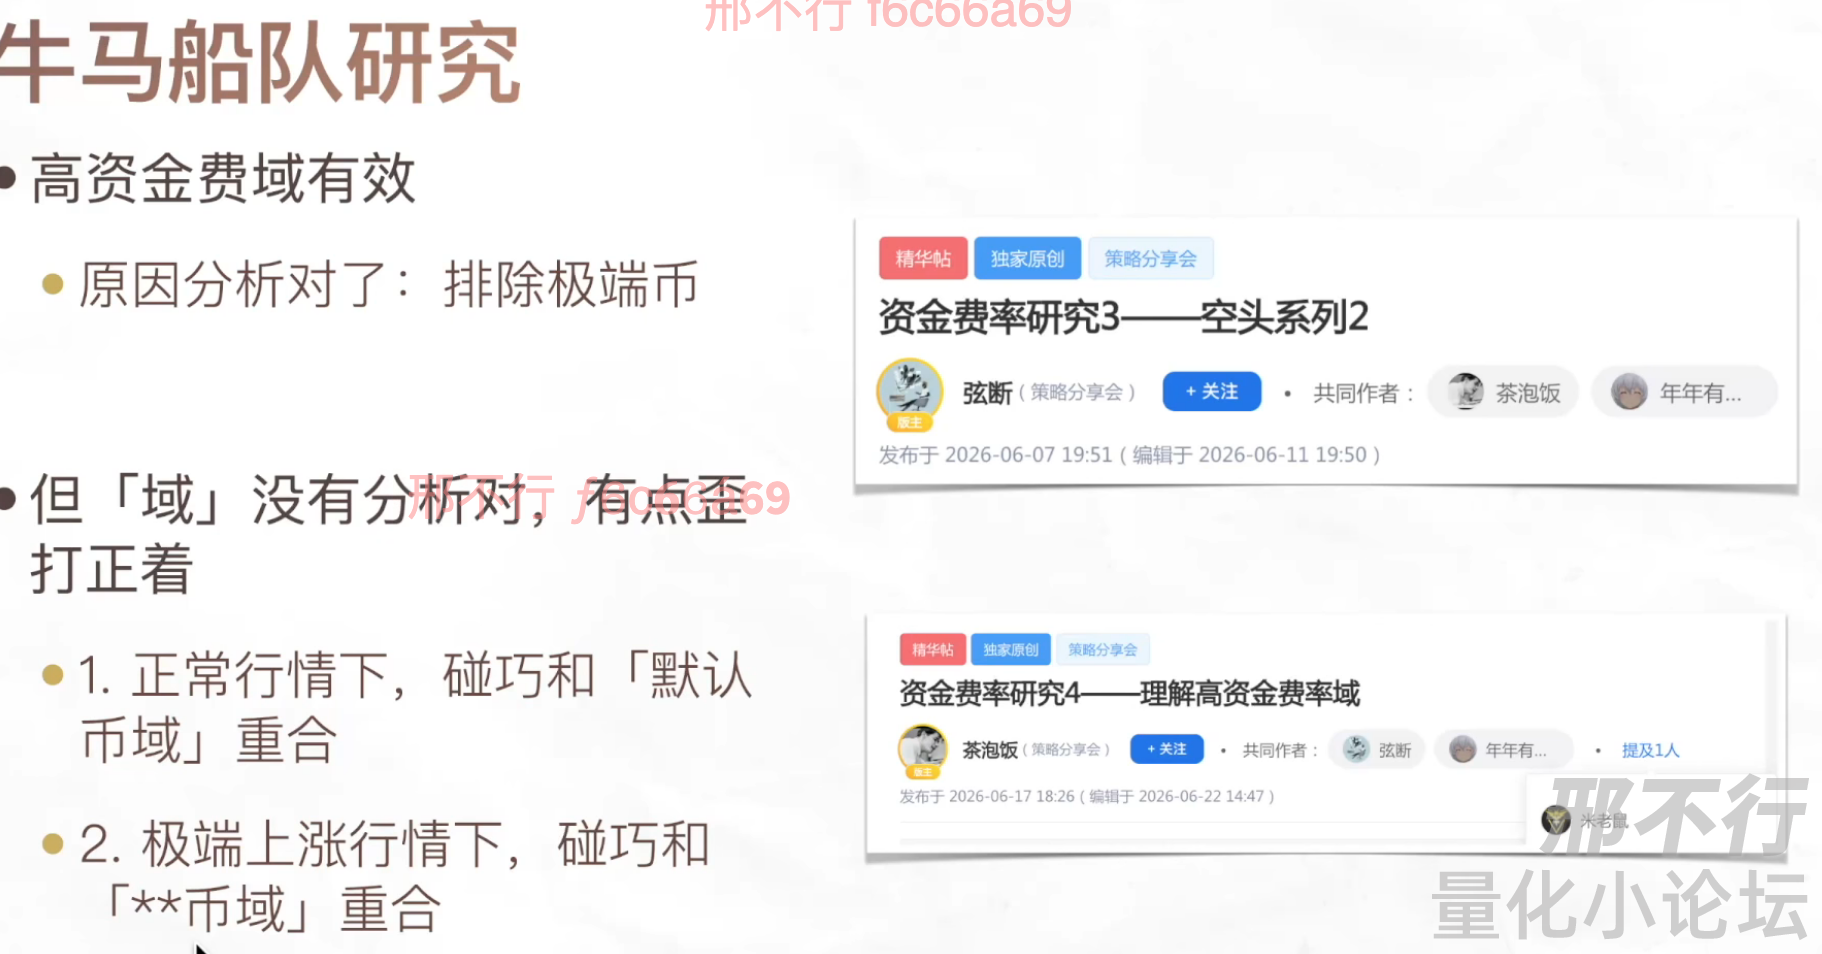 邢不行 f6c66a69
牛马船队研究
• 高资金费域有效
• 原因分析对了：排除极端币
• 但「域」没有分析对，有点歪
打正着
邢不行 f6c66a69
• 1. 正常行情下，碰巧和「默认
币域」重合
• 2. 极端上涨行情下，碰巧和
「**币域」重合
精华帖 独家原创 策略分享会
资金费率研究3——空头系列2
弦断（策略分享会） + 关注 • 共同作者： 茶泡饭 年年有...
版主
发布于 2026-06-07 19:51（编辑于 2026-06-11 19:50）
精华帖 独家原创 策略分享会
资金费率研究4——理解高资金费率域
茶泡饭（策略分享会） + 关注 • 共同作者： 弦断 年年有... • 提及1人
版主
发布于 2026-06-17 18:26（编辑于 2026-06-22 14:47）
米老鼠
邢不行
量化小论坛